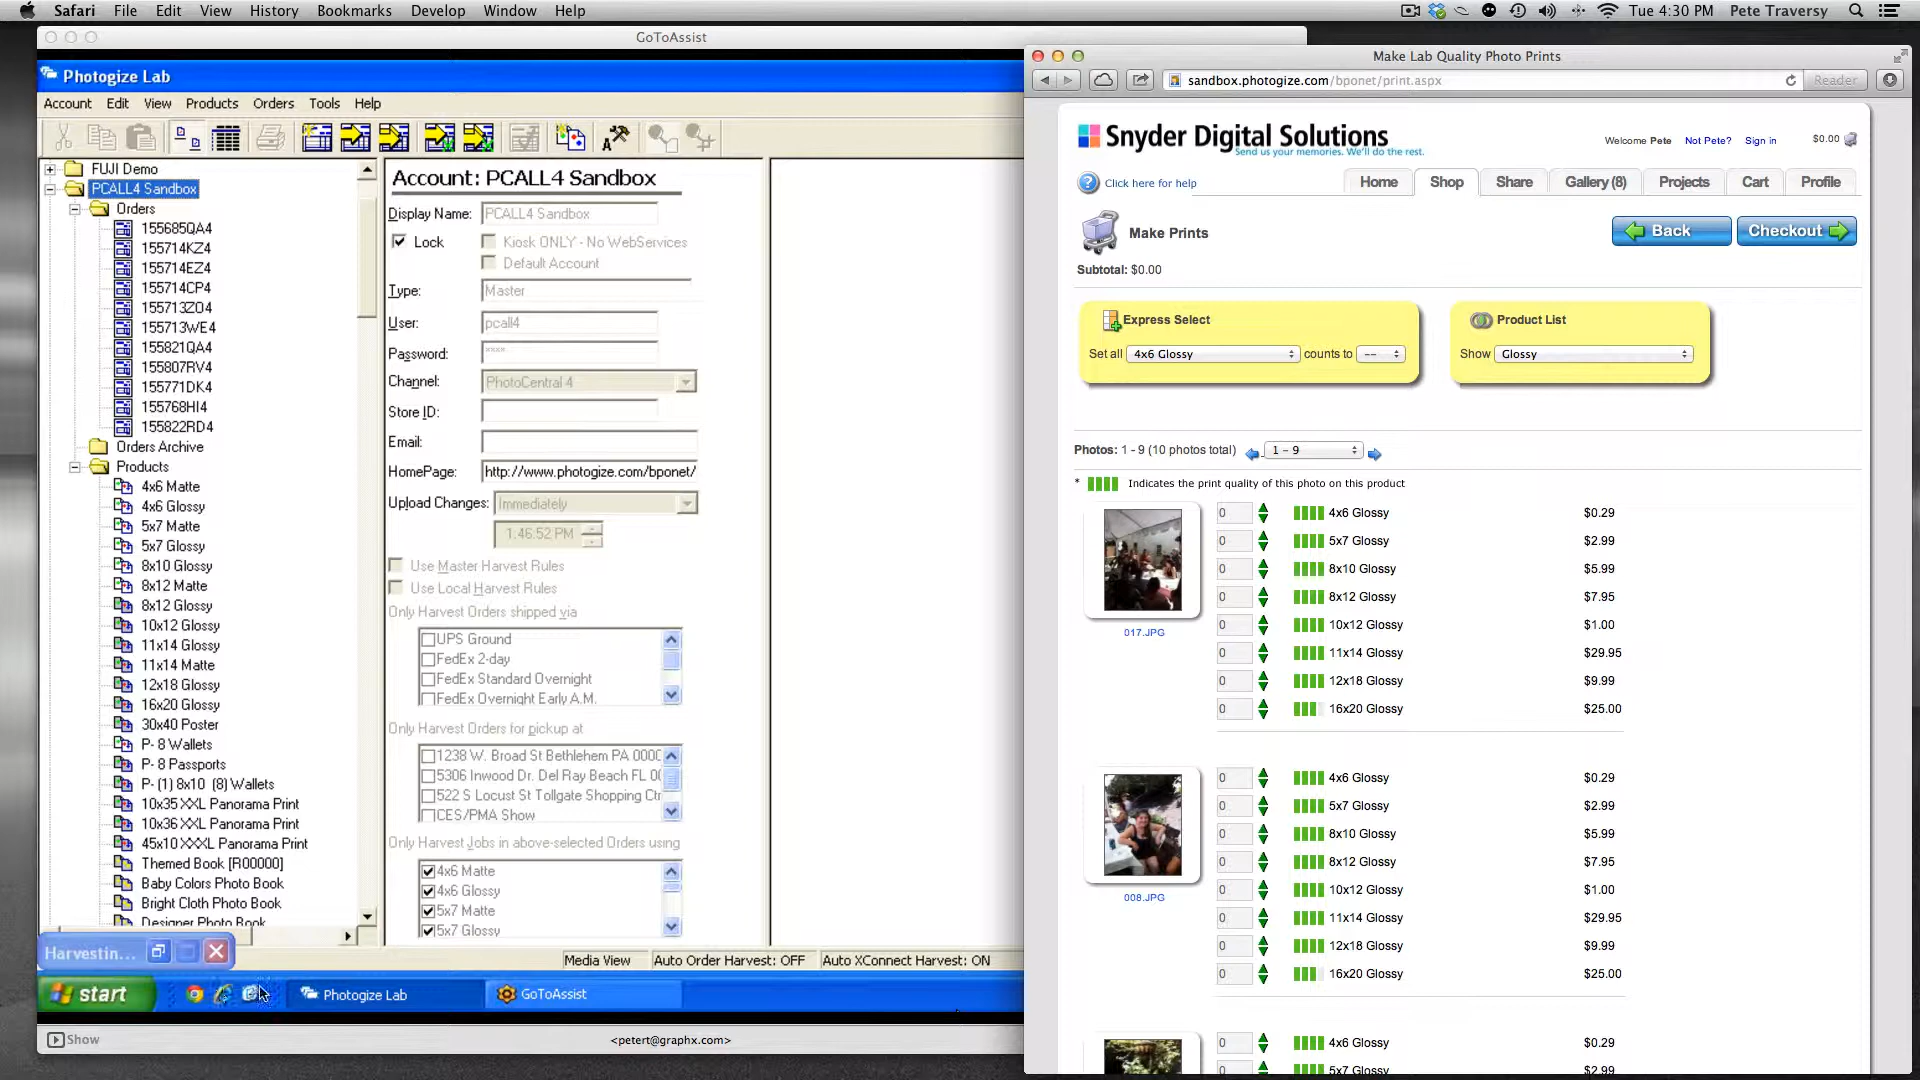 Safari File Edit View History Bookmarks Develop Window Help
Tue 4:30 PM Pete Traversy
GoToAssist
Photogize Lab
Account Edit View Products Orders Tools Help
FUJI Demo
PCALL4 Sandbox
Orders
155685QA4
155714KZ4
155714EZ4
155714CP4
155713ZO4
155713WE4
155821QA4
155807RV4
155771DK4
155768HI4
155822RD4
Orders Archive
Products
4x6 Matte
4x6 Glossy
5x7 Matte
5x7 Glossy
8x10 Glossy
8x12 Matte
8x12 Glossy
10x12 Glossy
11x14 Glossy
11x14 Matte
12x18 Glossy
16x20 Glossy
30x40 Poster
P- 8 Wallets
P- 8 Passports
P- (1) 8x10 (8) Wallets
10x35 XXL Panorama Print
10x36 XXL Panorama Print
45x10 XXXL Panorama Print
Themed Book [R00000]
Baby Colors Photo Book
Bright Cloth Photo Book
Designer Photo Book
Account: PCALL4 Sandbox
Display Name: PCALL4 Sandbox
Lock Kiosk ONLY - No WebServices
Default Account
Type: Master
User: pcall4
Password: ****
Channel: PhotoCentral 4
Store ID:
Email:
HomePage: http://www.photogize.com/bponet/
Upload Changes: Immediately
1:46:52 PM
Use Master Harvest Rules
Use Local Harvest Rules
Only Harvest Orders shipped via
UPS Ground
FedEx 2-day
FedEx Standard Overnight
FedEx Overnight Early A.M.
Only Harvest Orders for pickup at
1238 W. Broad St Bethlehem PA 000
5306 Inwood Dr. Del Ray Beach FL
522 S Locust St Tollgate Shopping Ctr
CES/PMA Show
Only Harvest Jobs in above-selected Orders using
4x6 Matte
4x6 Glossy
5x7 Matte
5x7 Glossy
Harvestin...
Media View Auto Order Harvest: OFF Auto XConnect Harvest: ON
start Photogize Lab GoToAssist
Show <petert@graphx.com>
Make Lab Quality Photo Prints
sandbox.photogize.com/bponet/print.aspx Reader
Snyder Digital Solutions
Send us your memories. We'll do the rest.
Welcome Pete Not Pete? Sign in $0.00
Click here for help
Home Shop Share Gallery (8) Projects Cart Profile
Make Prints Back Checkout
Subtotal: $0.00
Express Select
Set all 4x6 Glossy counts to --
Product List
Show Glossy
Photos: 1 - 9 (10 photos total) 1 - 9
* Indicates the print quality of this photo on this product
0 4x6 Glossy $0.29
0 5x7 Glossy $2.99
0 8x10 Glossy $5.99
0 8x12 Glossy $7.95
0 10x12 Glossy $1.00
0 11x14 Glossy $29.95
0 12x18 Glossy $9.99
0 16x20 Glossy $25.00
017.JPG
0 4x6 Glossy $0.29
0 5x7 Glossy $2.99
0 8x10 Glossy $5.99
0 8x12 Glossy $7.95
0 10x12 Glossy $1.00
0 11x14 Glossy $29.95
0 12x18 Glossy $9.99
0 16x20 Glossy $25.00
008.JPG
0 4x6 Glossy $0.29
0 5x7 Glossy $2.99